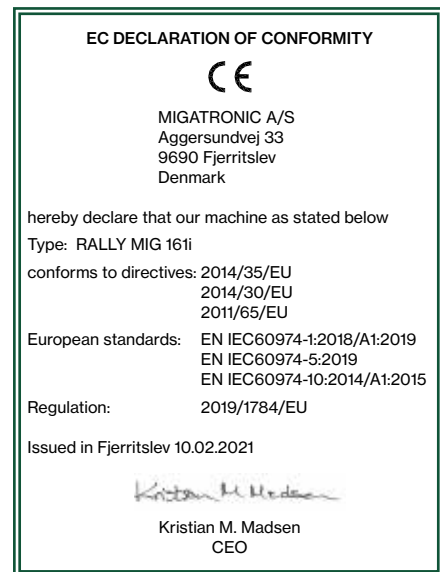 EC DECLARATION OF CONFORMITY
CE
MIGATRONIC A/S
Aggersundvej 33
9690 Fjerritslev
Denmark
hereby declare that our machine as stated below
Type: RALLY MIG 161i
conforms to directives: 2014/35/EU
2014/30/EU
2011/65/EU
European standards: EN IEC60974-1:2018/A1:2019
EN IEC60974-5:2019
EN IEC60974-10:2014/A1:2015
Regulation: 2019/1784/EU
Issued in Fjerritslev 10.02.2021
Kristian M Madsen
Kristian M. Madsen
CEO